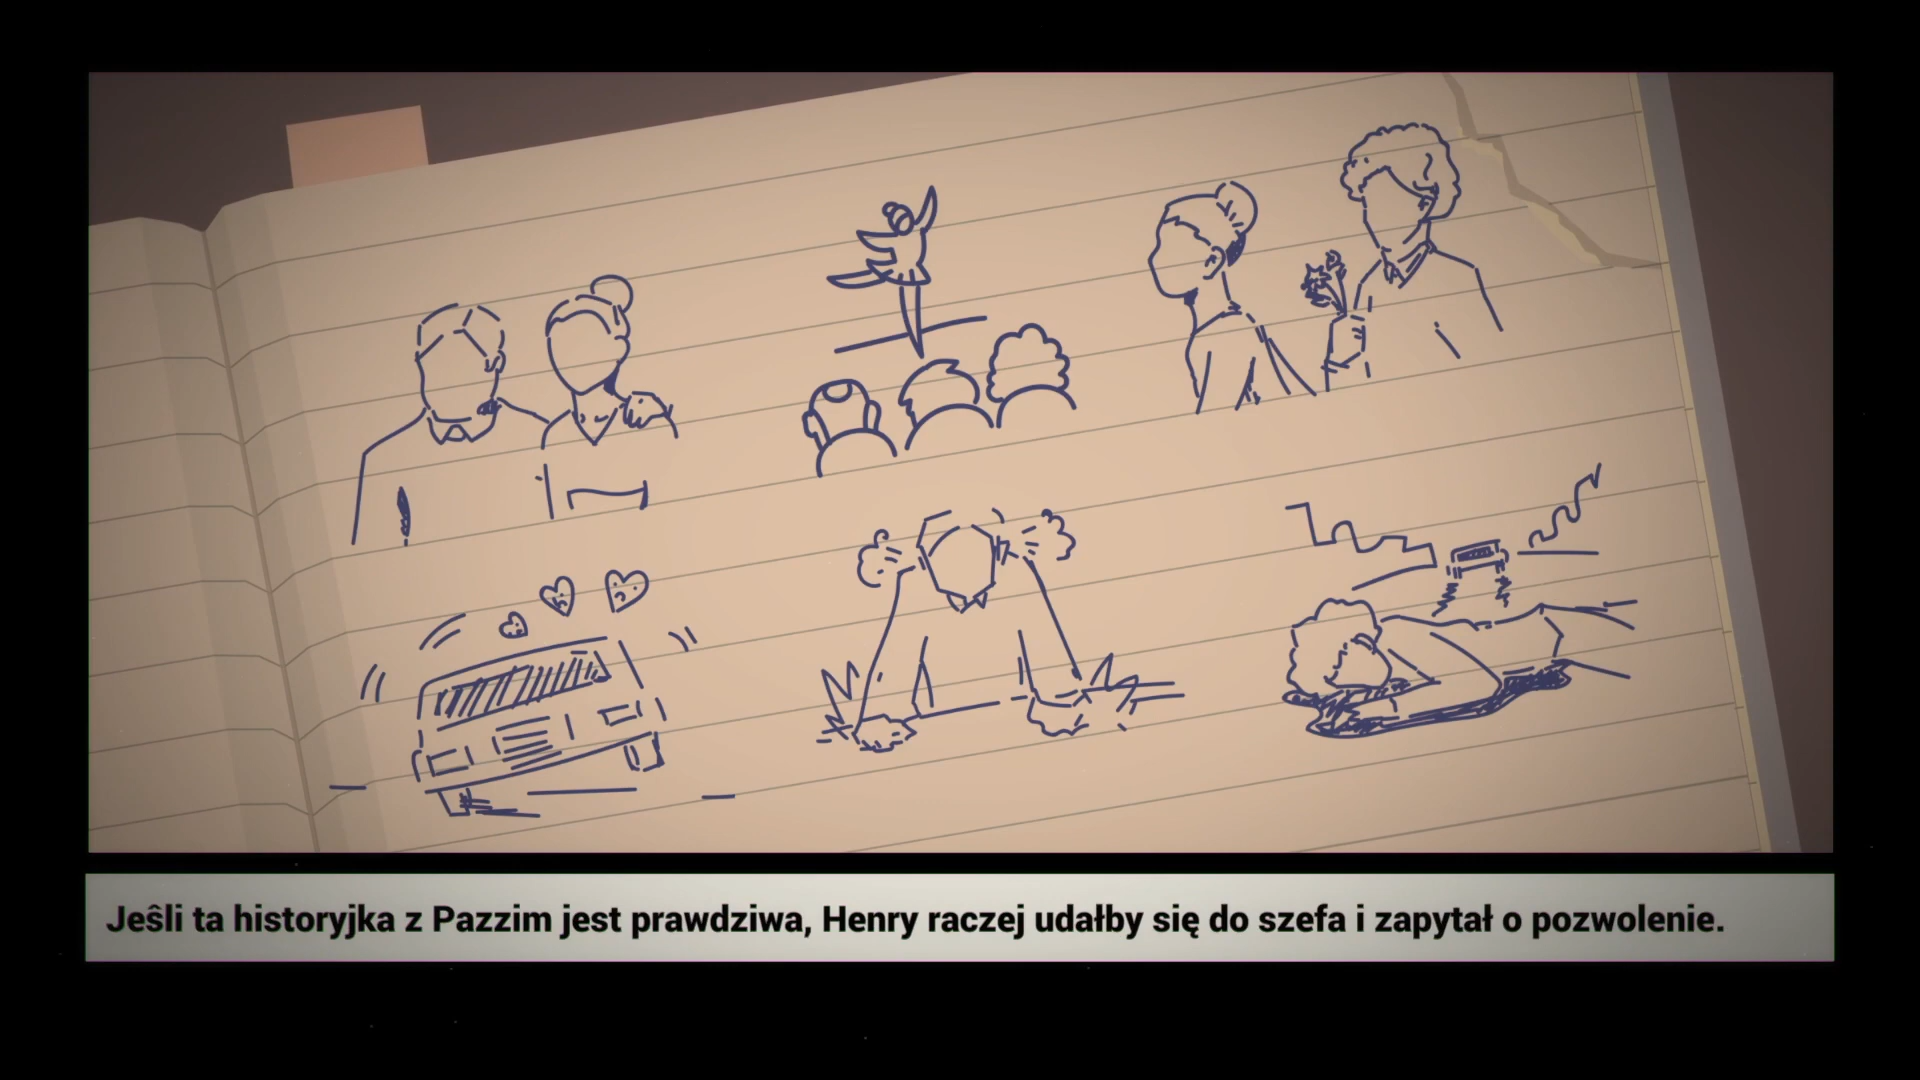 Jeŝli ta historyjka z Pazzim jest prawdziwa, Henry raczej udałby się do szefa i zapytał o pozwolenie.